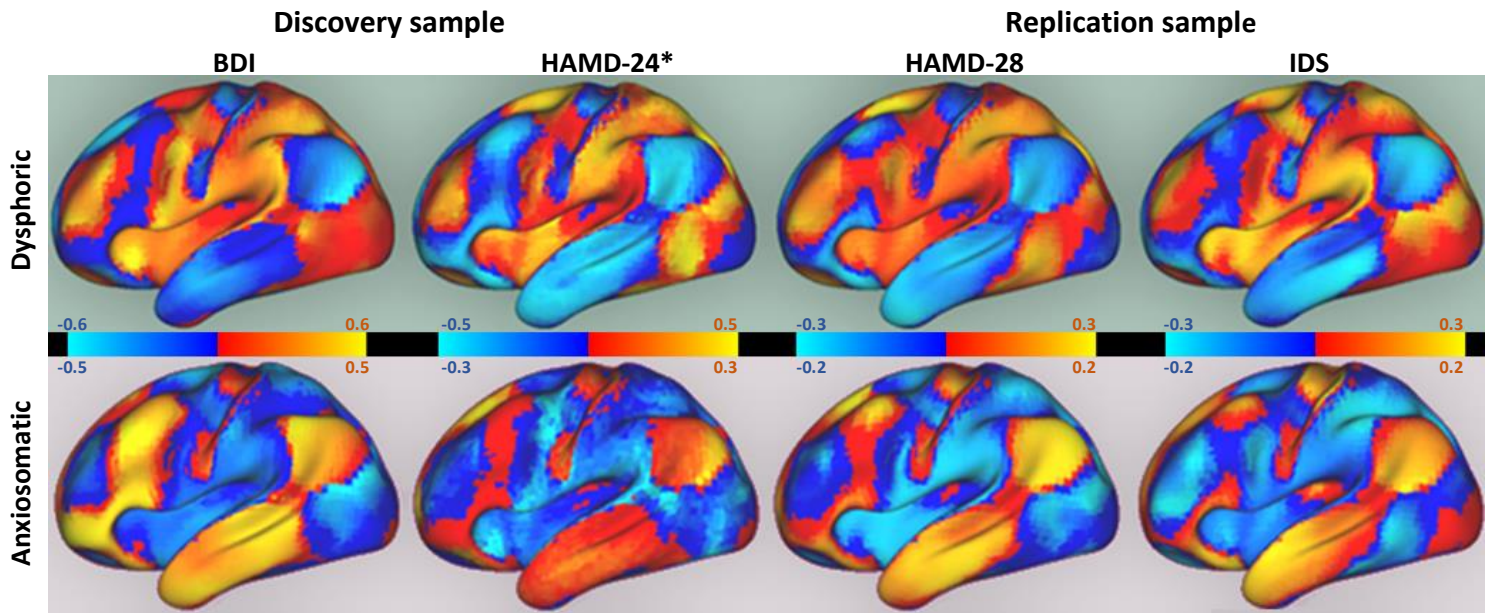 Discovery sample
Replication sample
BDI
HAMD-24*
HAMD-28
IDS
Dysphoric
-0.6 0.6 -0.5 0.5 -0.3 0.3 -0.3 0.3
-0.5 0.5 -0.3 0.3 -0.2 0.2 -0.2 0.2
Anxiosomatic